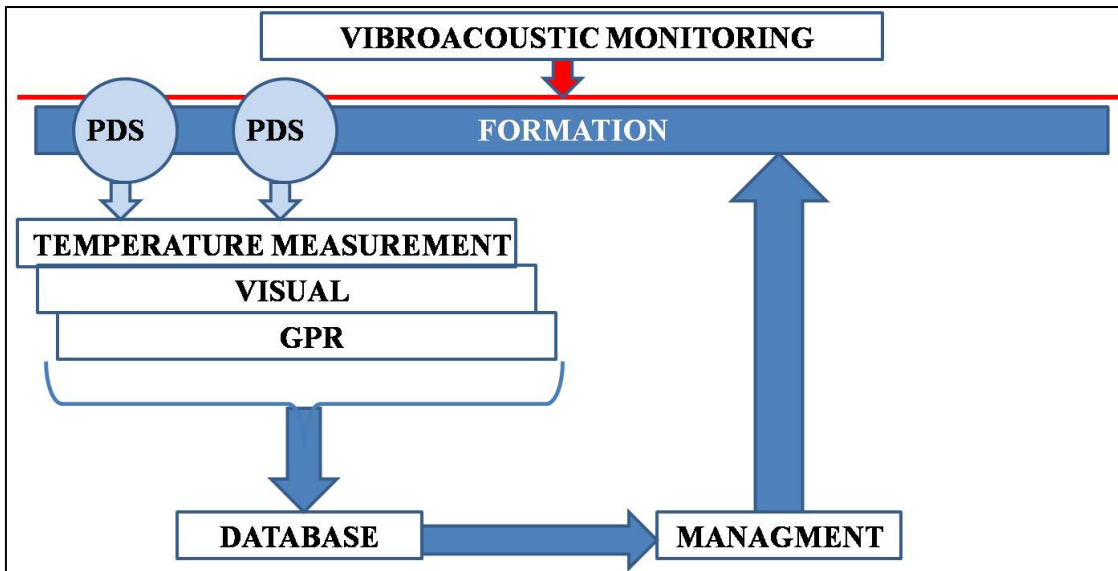 VIBROACOUSTIC MONITORING
PDS
PDS
FORMATION
TEMPERATURE MEASUREMENT
VISUAL
GPR
DATABASE
MANAGMENT